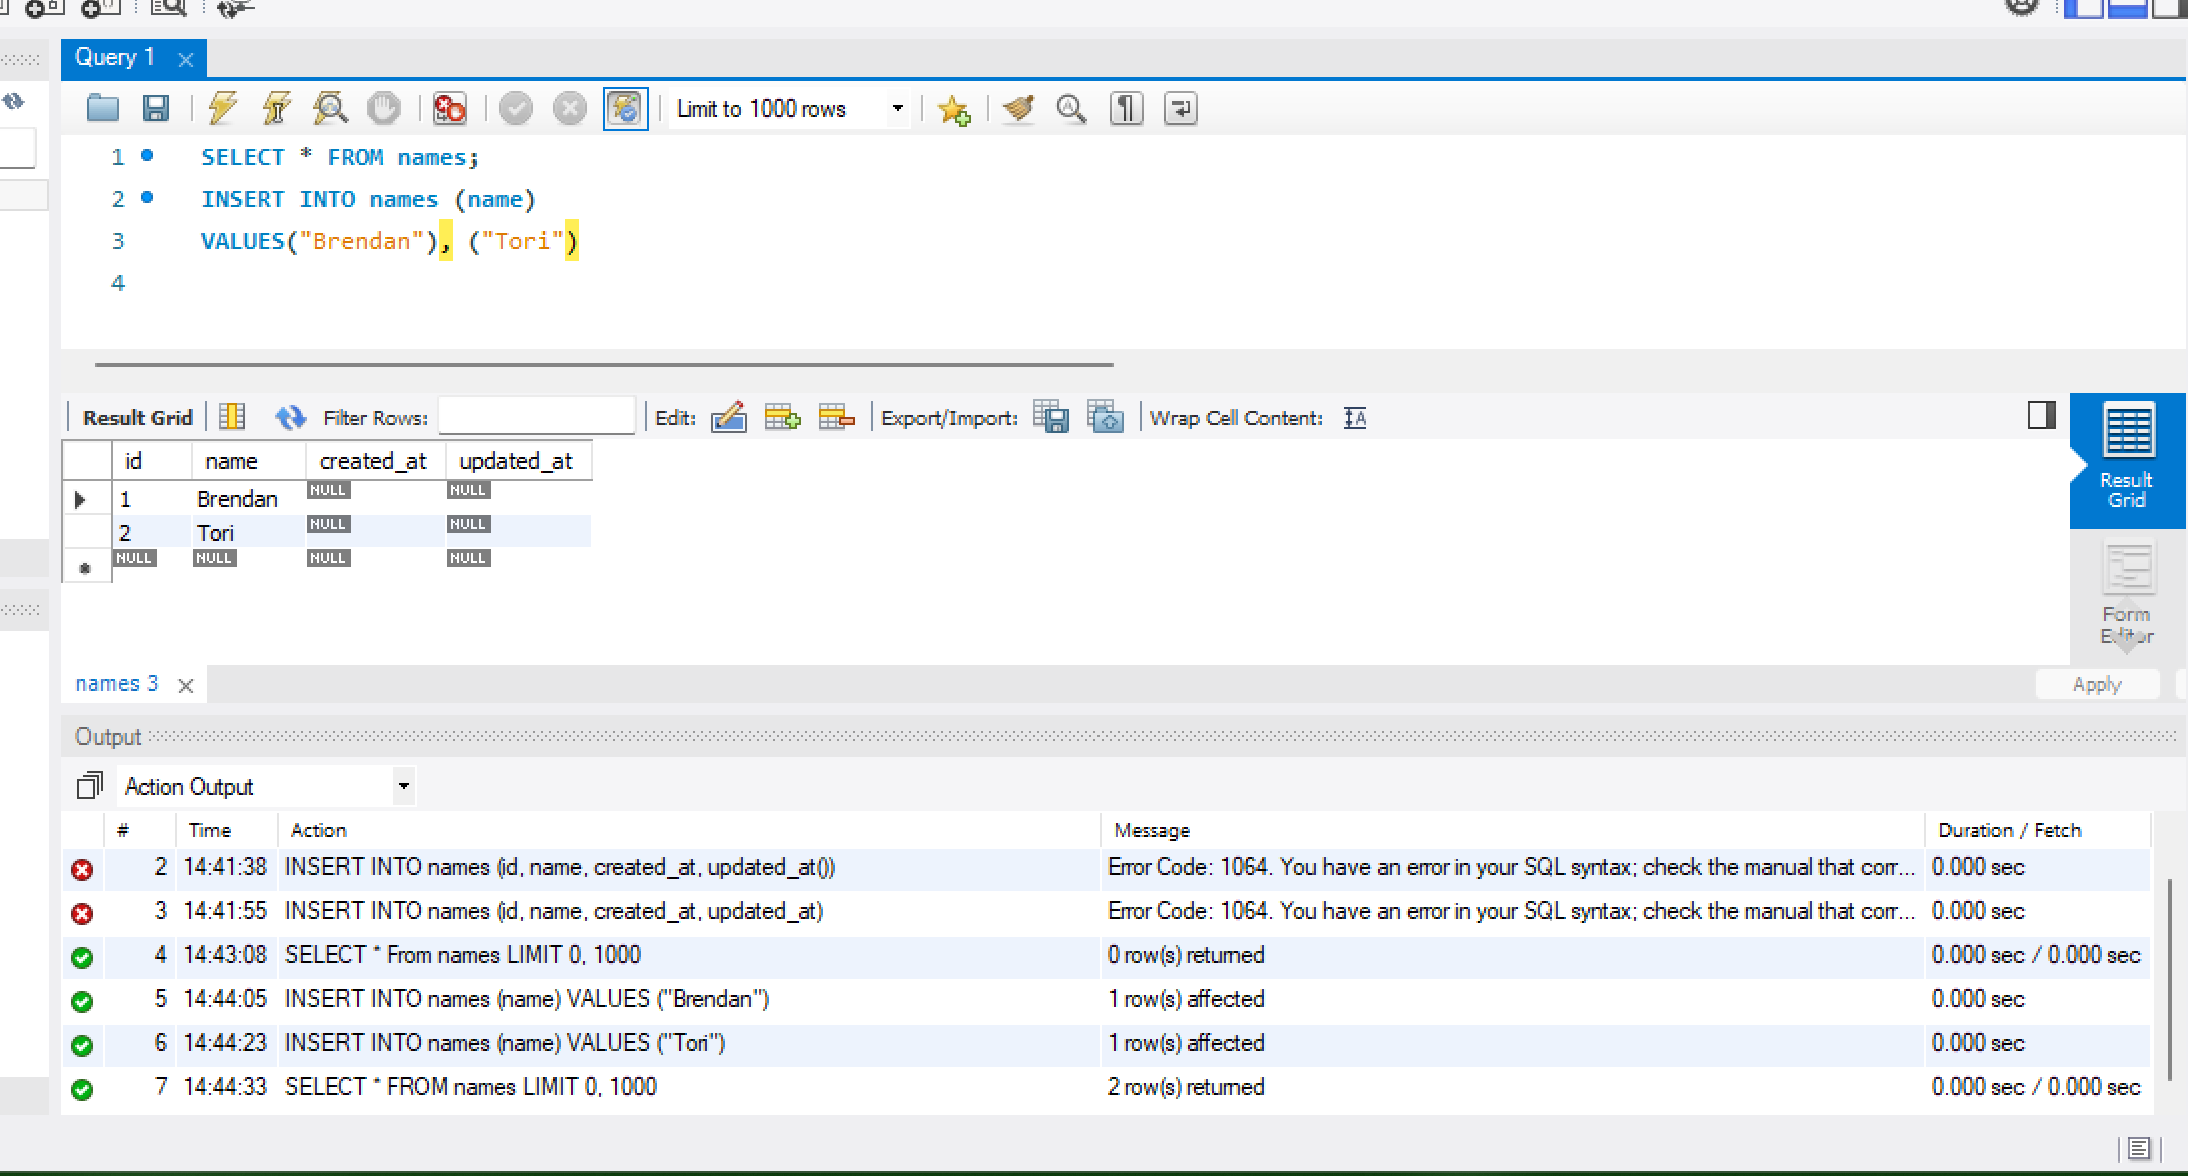 Query 1
Limit to 1000 rows
1 SELECT * FROM names;
2 INSERT INTO names (name)
3 VALUES("Brendan"), ("Tori")
4
Result Grid Filter Rows: Edit: Export/Import: Wrap Cell Content:
id name created_at updated_at
1 Brendan NULL NULL
2 Tori NULL NULL
NULL NULL NULL NULL
Result
Grid
Form
Editor
names 3
Apply
Output
Action Output
# Time Action Message Duration / Fetch
2 14:41:38 INSERT INTO names (id, name, created_at, updated_at()) Error Code: 1064. You have an error in your SQL syntax; check the manual that corr... 0.000 sec
3 14:41:55 INSERT INTO names (id, name, created_at, updated_at) Error Code: 1064. You have an error in your SQL syntax; check the manual that corr... 0.000 sec
4 14:43:08 SELECT * From names LIMIT 0, 1000 0 row(s) returned 0.000 sec / 0.000 sec
5 14:44:05 INSERT INTO names (name) VALUES ("Brendan") 1 row(s) affected 0.000 sec
6 14:44:23 INSERT INTO names (name) VALUES ("Tori") 1 row(s) affected 0.000 sec
7 14:44:33 SELECT * FROM names LIMIT 0, 1000 2 row(s) returned 0.000 sec / 0.000 sec